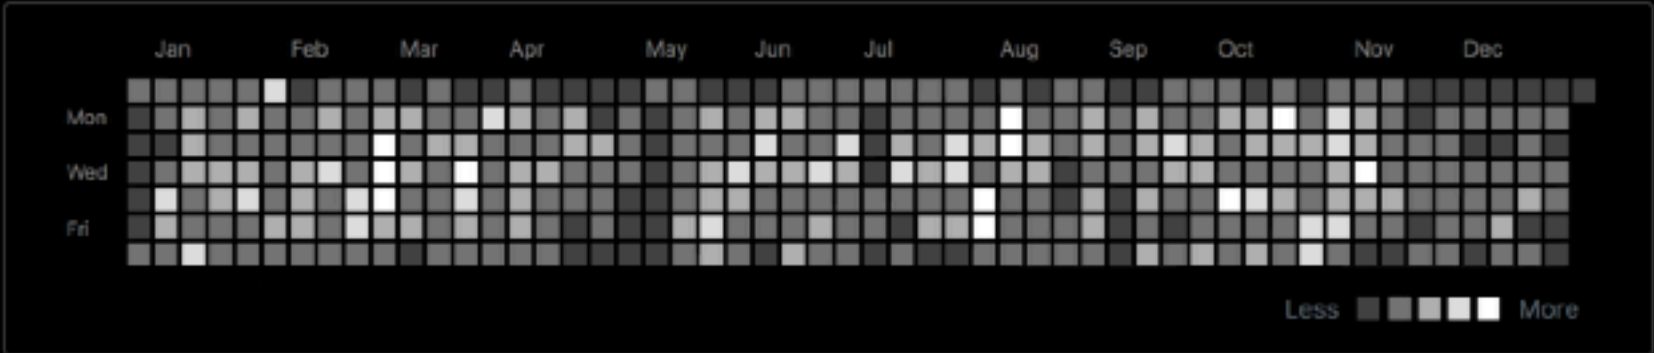 Jan Feb Mar Apr May Jun Jul Aug Sep Oct Nov Dec
Mon
Wed
Fri
Less More